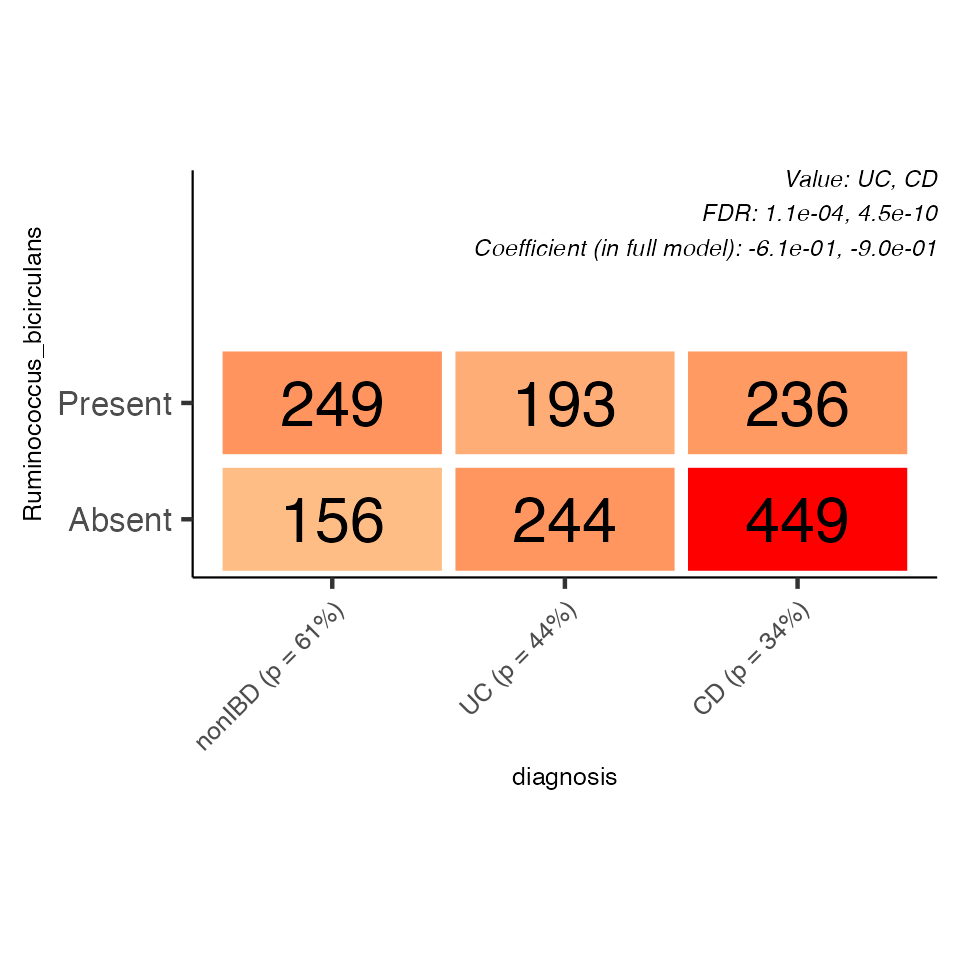 Value: UC, CD
FDR: 1.1e-04, 4.5e-10
Coefficient (in full model): -6.1e-01, -9.0e-01
Ruminococcus_bicirculans
Present 249 193 236
Absent 156 244 449
nonIBD (p = 61%) UC (p = 44%) CD (p = 34%)
diagnosis